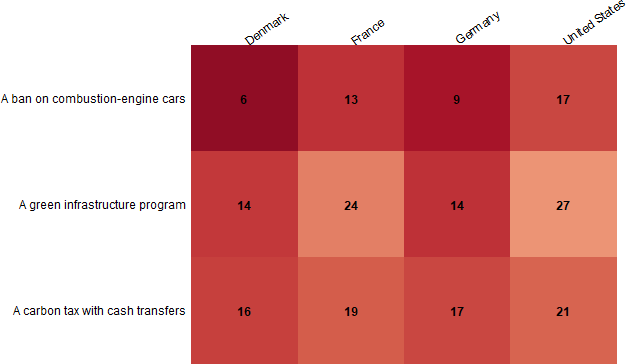 Denmark France Germany United States
A ban on combustion-engine cars 6 13 9 17
A green infrastructure program 14 24 14 27
A carbon tax with cash transfers 16 19 17 21